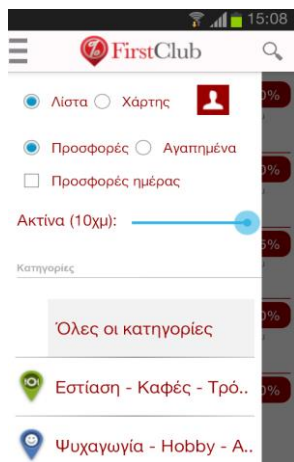 15:08
FirstClub
Λίστα Χάρτης
Προσφορές Αγαπημένα
Προσφορές ημέρας
Ακτίνα (10χμ):
Κατηγορίες
Όλες οι κατηγορίες
Εστίαση - Καφές - Τρό..
Ψυχαγωγία - Hobby - Α..